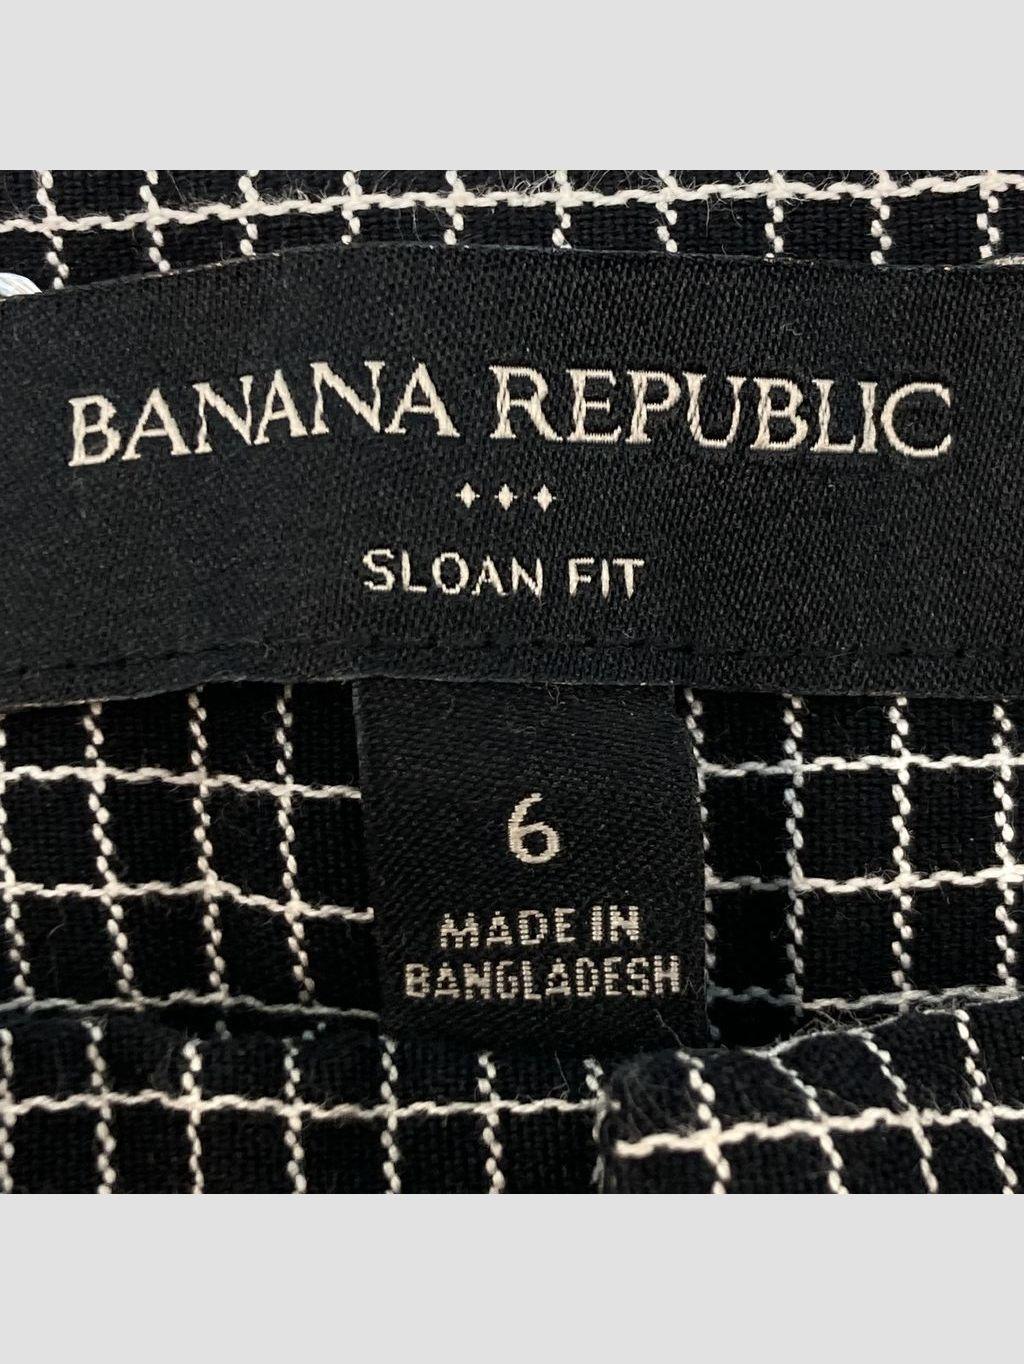 BANANA REPUBLIC
SLOAN FIT
6
MADE IN
BANGLADESH